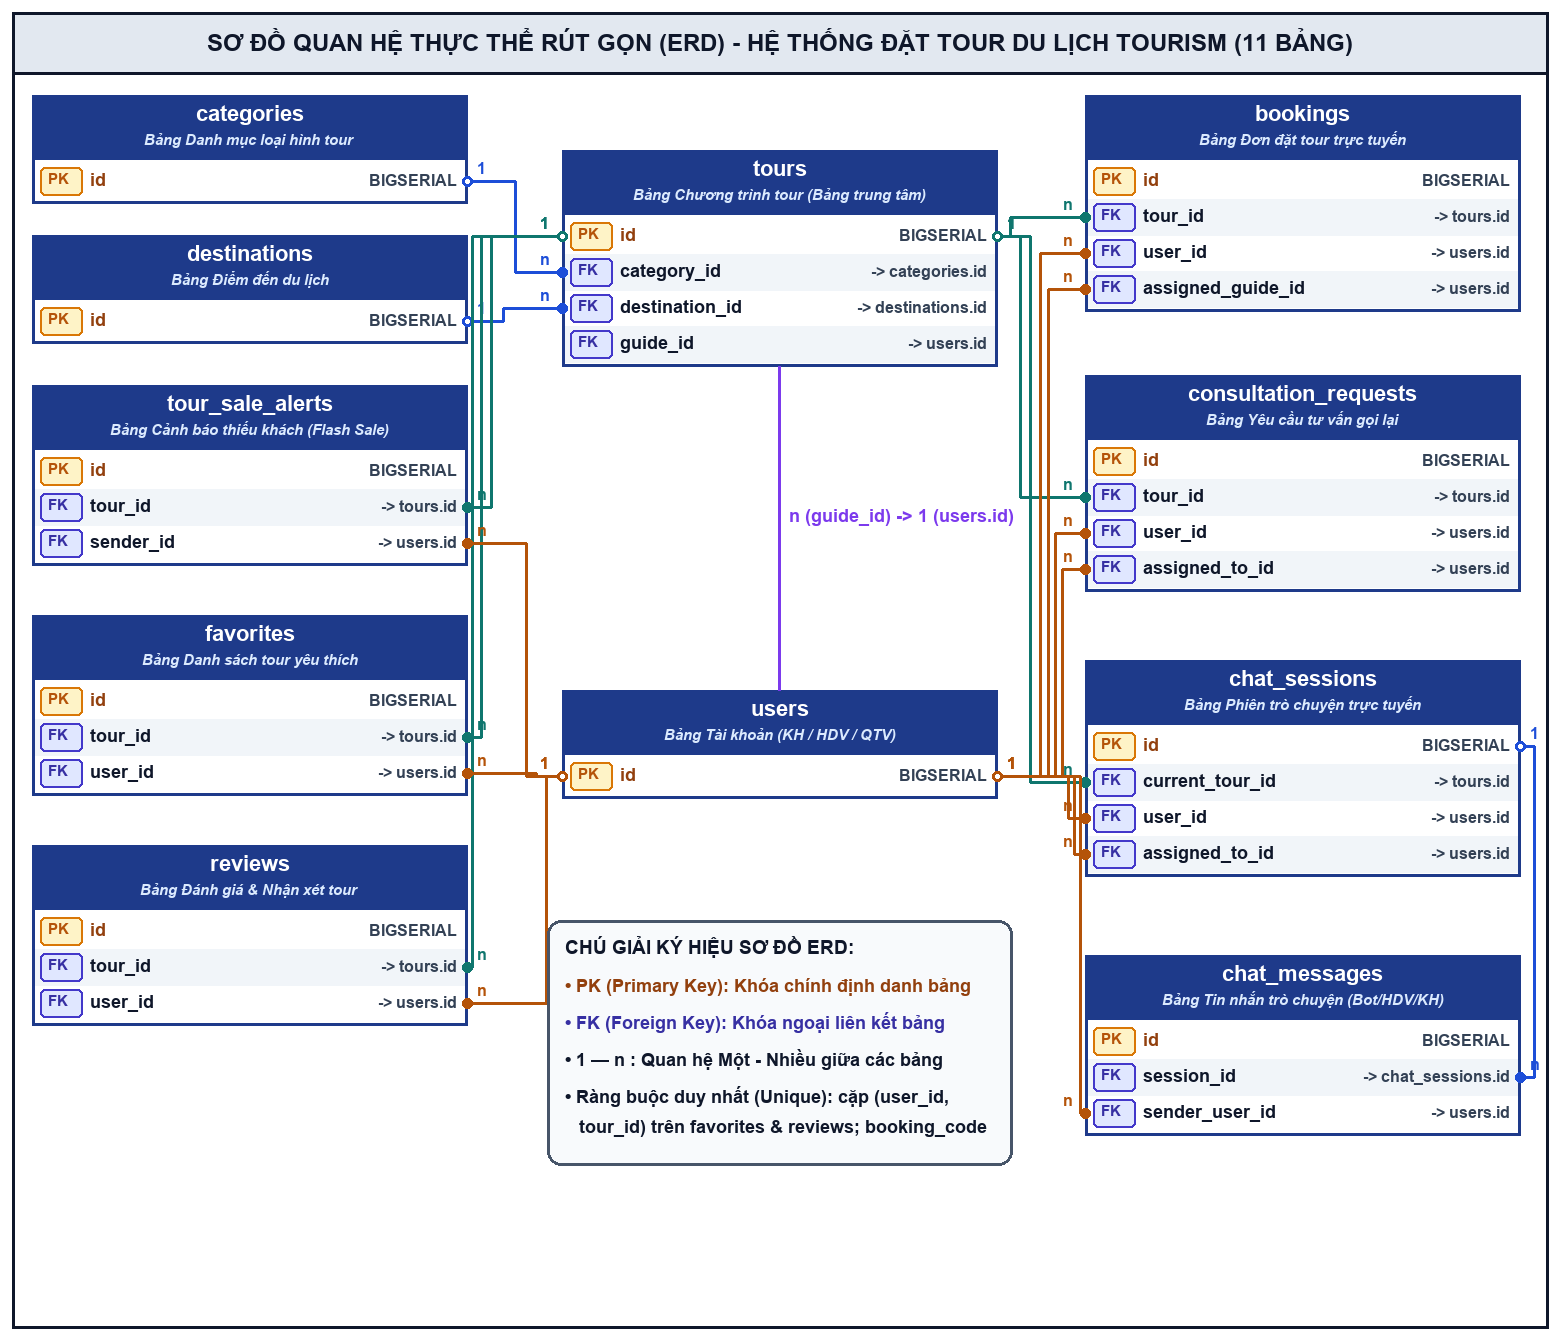 SƠ ĐỒ QUAN HỆ THỰC THỂ RÚT GỌN (ERD) - HỆ THỐNG ĐẶT TOUR DU LỊCH TOURISM (11 BẢNG)
categories
Bảng Danh mục loại hình tour
PK id BIGSERIAL
1
destinations
Bảng Điểm đến du lịch
PK id BIGSERIAL
1
tour_sale_alerts
Bảng Cảnh báo thiếu khách (Flash Sale)
PK id BIGSERIAL
FK tour_id -> tours.id
n
FK sender_id -> users.id
n
favorites
Bảng Danh sách tour yêu thích
PK id BIGSERIAL
FK tour_id -> tours.id
n
FK user_id -> users.id
n
reviews
Bảng Đánh giá & Nhận xét tour
PK id BIGSERIAL
FK tour_id -> tours.id
n
FK user_id -> users.id
n
tours
Bảng Chương trình tour (Bảng trung tâm)
1
PK id BIGSERIAL
1
n
FK category_id -> categories.id
n
FK destination_id -> destinations.id
FK guide_id -> users.id
n (guide_id) -> 1 (users.id)
users
Bảng Tài khoản (KH / HDV / QTV)
1
PK id BIGSERIAL
1
CHÚ GIẢI KÝ HIỆU SƠ ĐỒ ERD:
• PK (Primary Key): Khóa chính định danh bảng
• FK (Foreign Key): Khóa ngoại liên kết bảng
• 1 — n : Quan hệ Một - Nhiều giữa các bảng
• Ràng buộc duy nhất (Unique): cặp (user_id,
tour_id) trên favorites & reviews; booking_code
bookings
Bảng Đơn đặt tour trực tuyến
PK id BIGSERIAL
n
FK tour_id -> tours.id
n
FK user_id -> users.id
n
FK assigned_guide_id -> users.id
consultation_requests
Bảng Yêu cầu tư vấn gọi lại
PK id BIGSERIAL
n
FK tour_id -> tours.id
n
FK user_id -> users.id
n
FK assigned_to_id -> users.id
chat_sessions
Bảng Phiên trò chuyện trực tuyến
PK id BIGSERIAL
1
n
FK current_tour_id -> tours.id
n
FK user_id -> users.id
n
FK assigned_to_id -> users.id
chat_messages
Bảng Tin nhắn trò chuyện (Bot/HDV/KH)
PK id BIGSERIAL
FK session_id -> chat_sessions.id
n
n
FK sender_user_id -> users.id